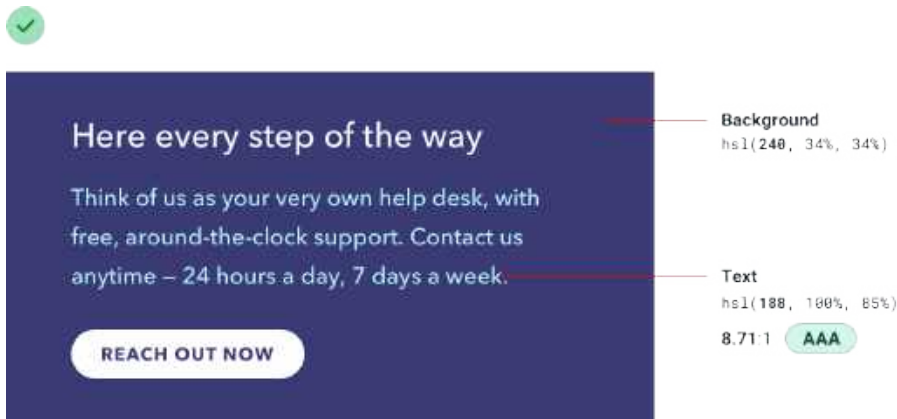 Here every step of the way
Think of us as your very own help desk, with
free, around-the-clock support. Contact us
anytime – 24 hours a day, 7 days a week.
REACH OUT NOW
Background
hsl(240, 34%, 34%)
Text
hsl(188, 100%, 85%)
8.71:1 AAA